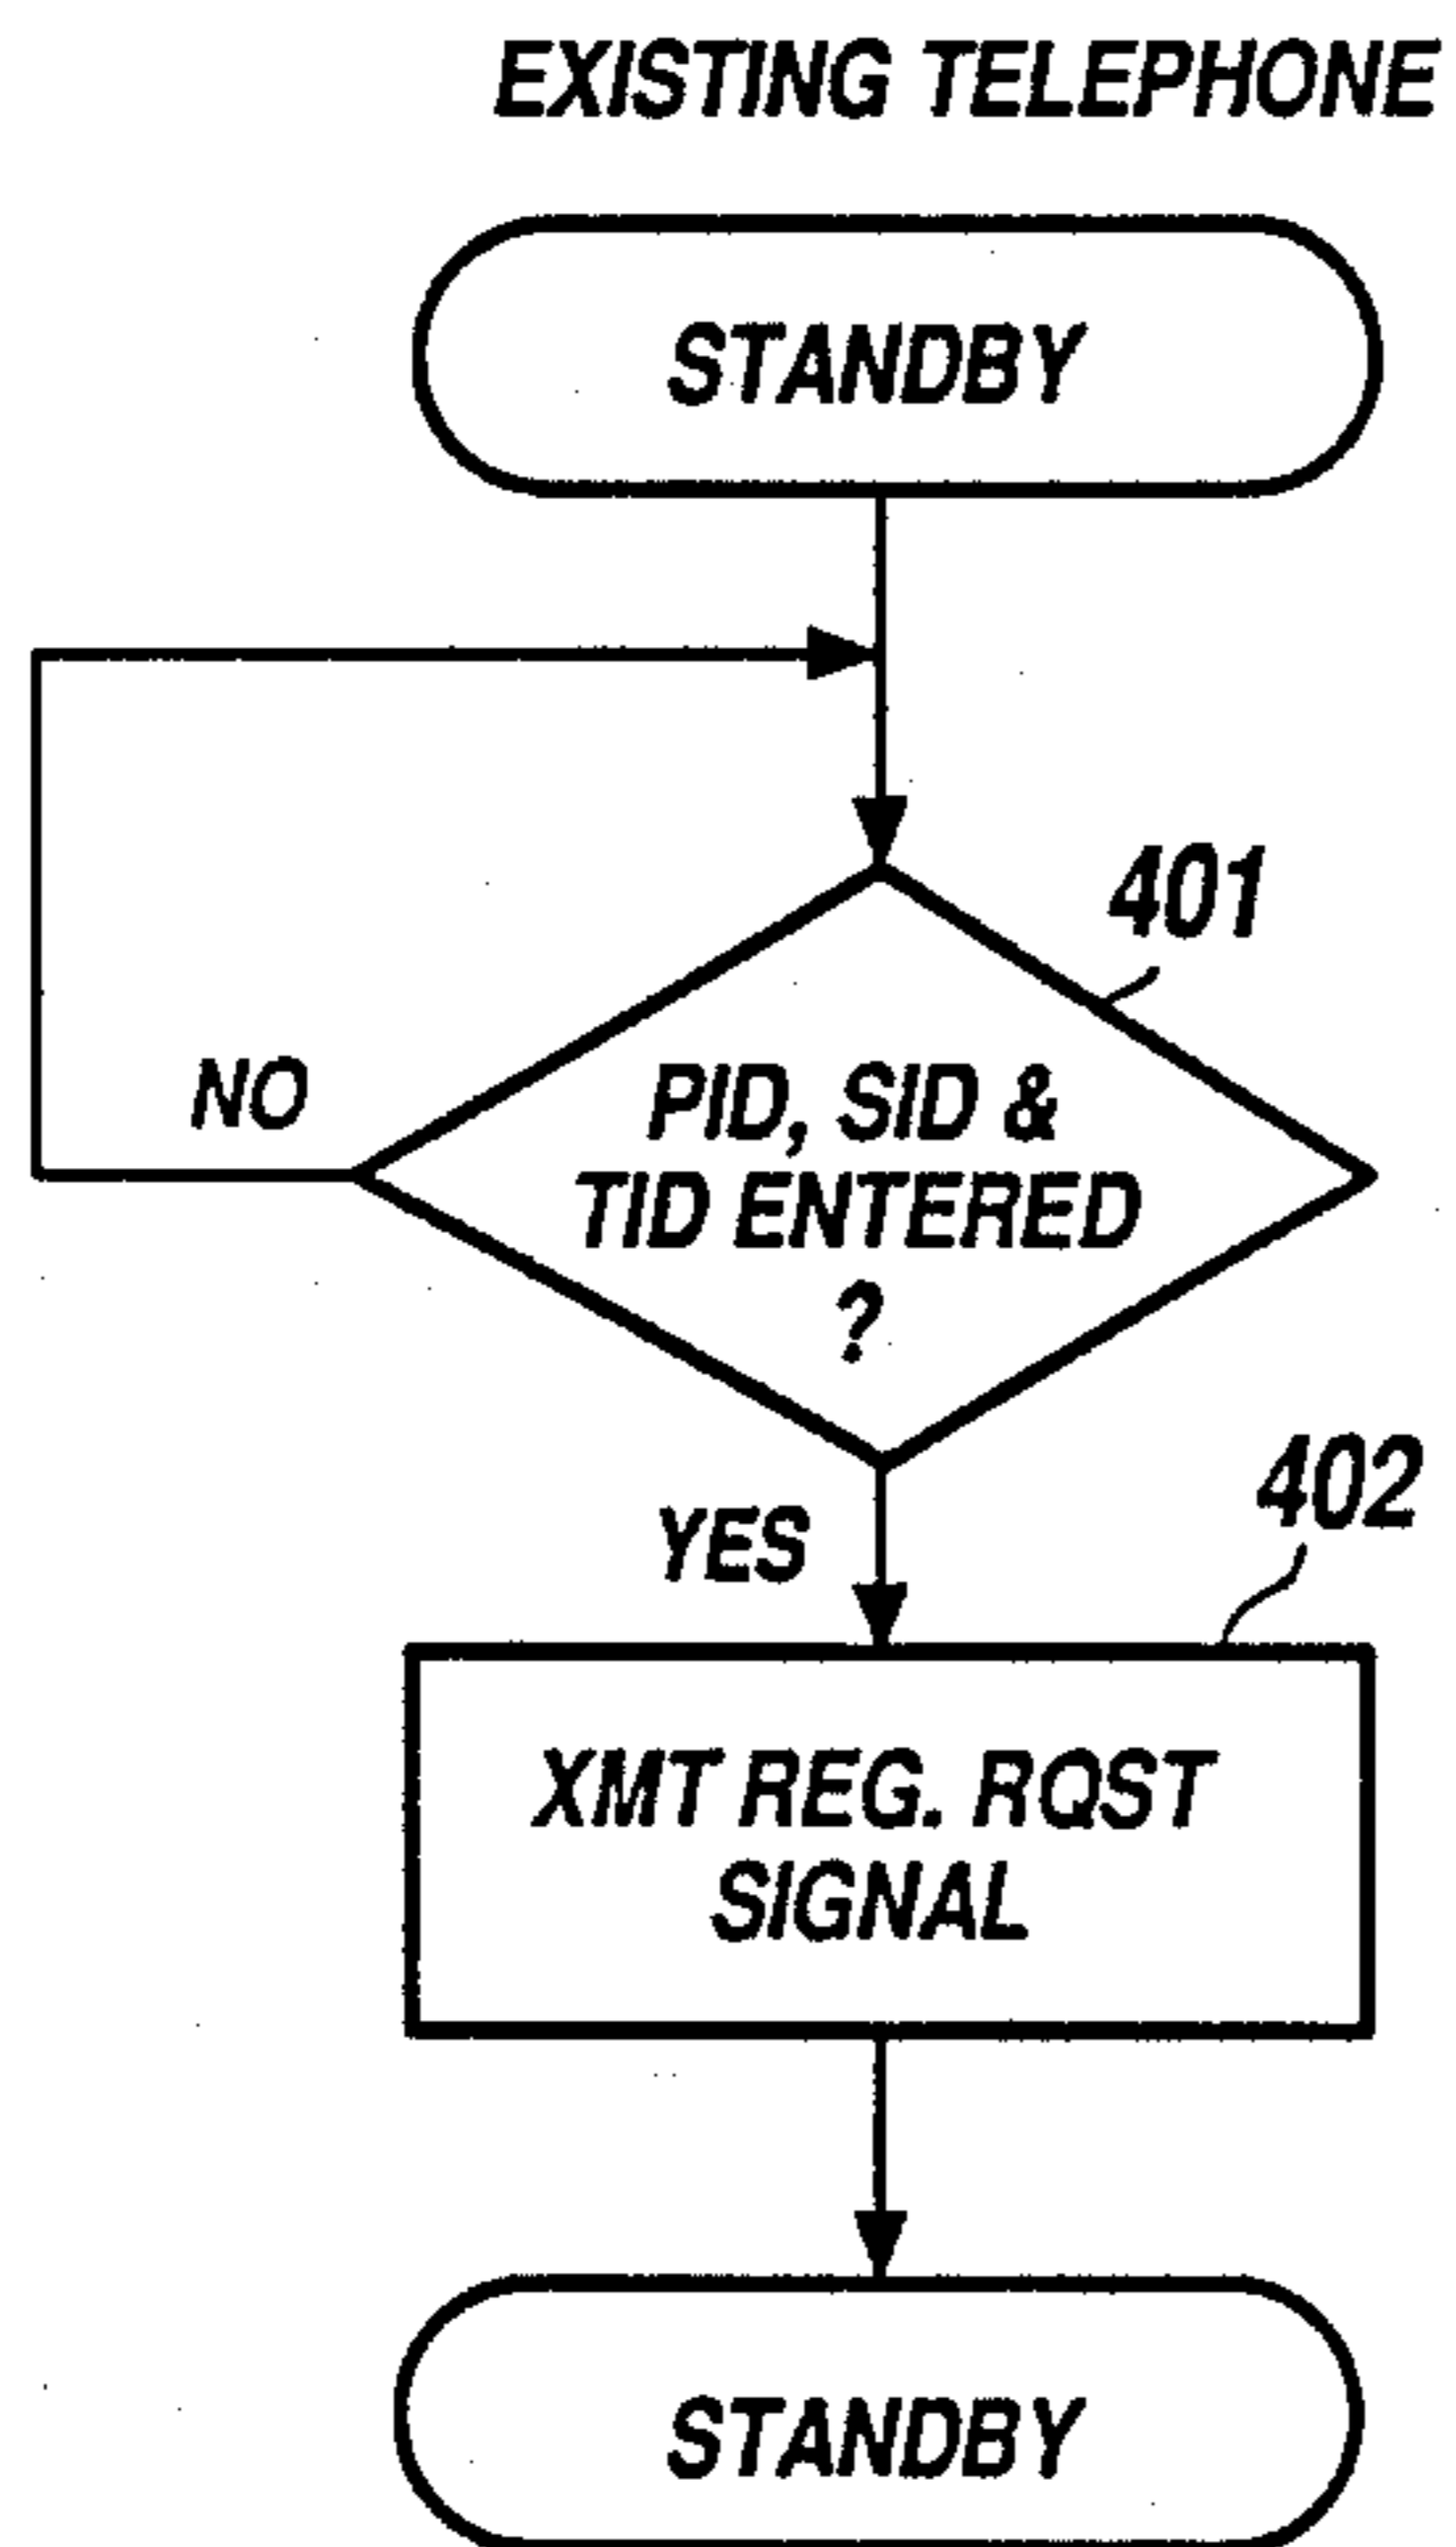 EXISTING TELEPHONE
STANDBY
401
NO
PID, SID &
TID ENTERED
?
YES
402
XMT REG. RQST
SIGNAL
STANDBY